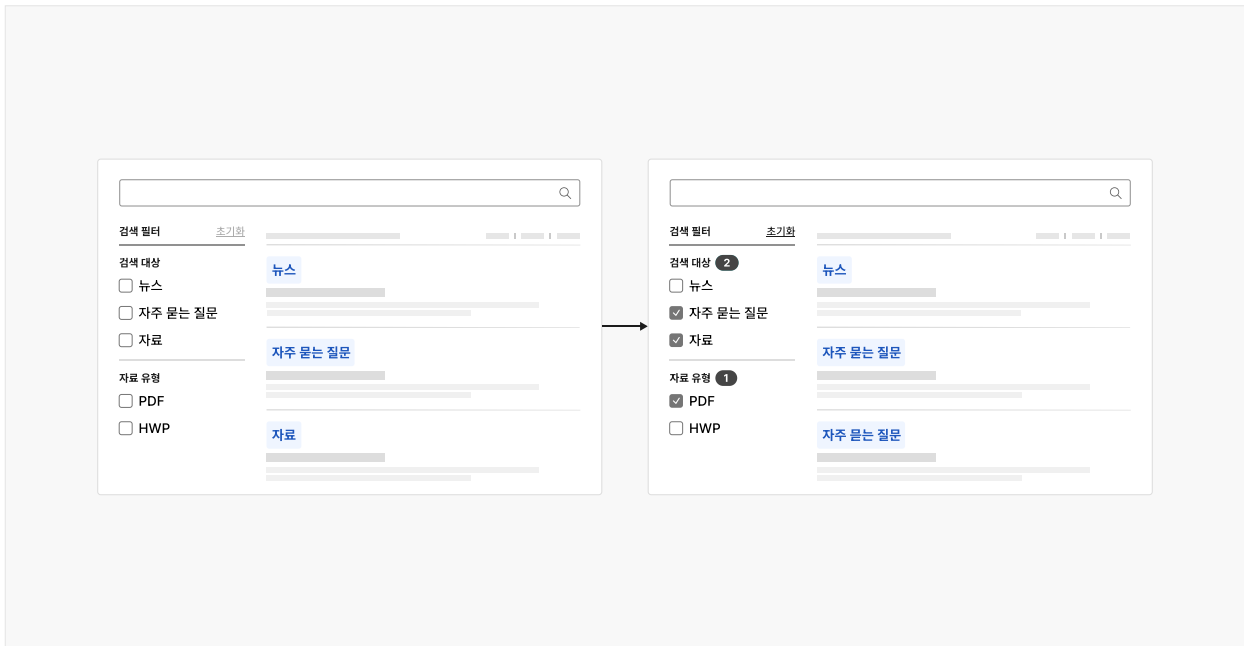 검색 필터 초기화
검색 대상
뉴스
자주 묻는 질문
자료
자료 유형
PDF
HWP
뉴스
자주 묻는 질문
자료
검색 필터 초기화
검색 대상 2
뉴스
자주 묻는 질문
자료
자료 유형 1
PDF
HWP
뉴스
자주 묻는 질문
자주 묻는 질문